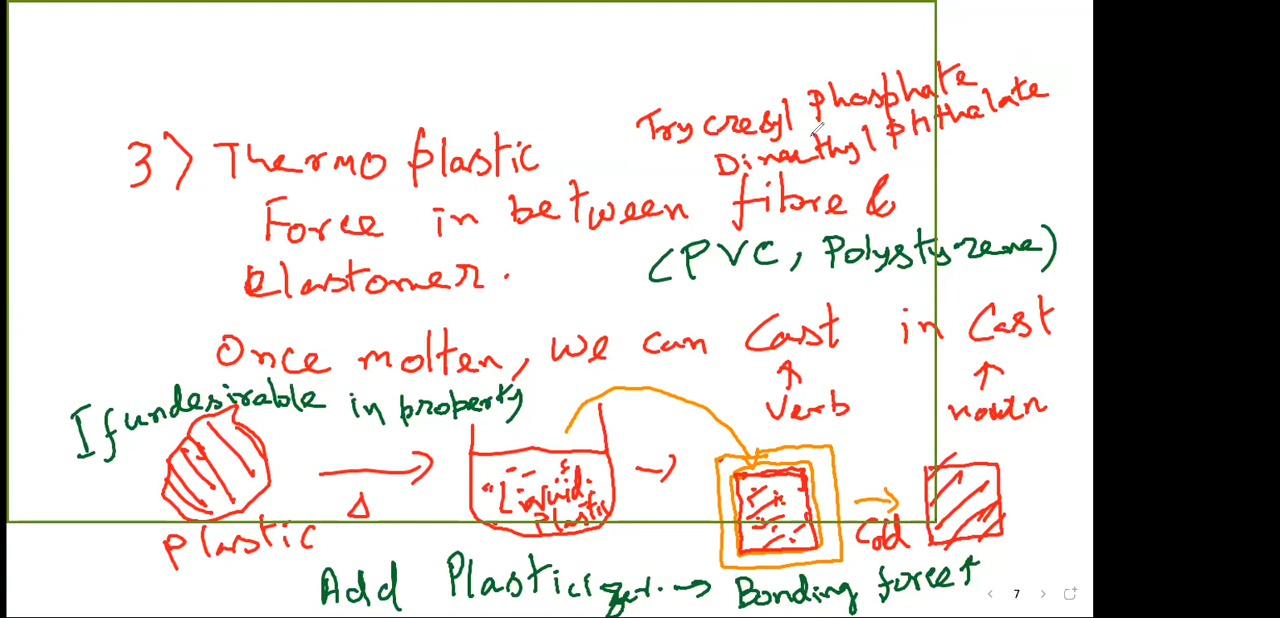 Try cresyl phosphate
Dimethyl phthalate
3) Thermo plastic
Force in between fibre &
elastomer.
(PVC, Polystyrene)
Once molten, we can Cast in Cast
↑ ↑
Verb noun
If undesirable in property
Δ
"Liquid"
Plastic
plastic
Cold
Add Plasticizer. → Bonding force↑
7